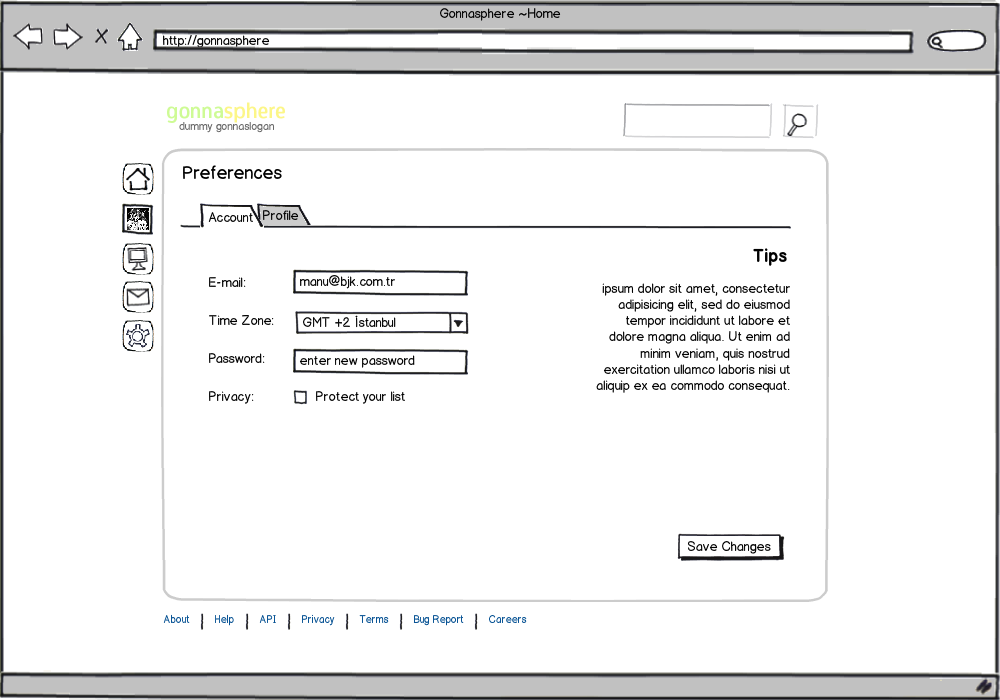 Gonnasphere ~Home
http://gonnasphere
gonnasphere
dummy gonnaslogan
Preferences
Account
Profile
Tips
E-mail:
manu@bjk.com.tr
Time Zone:
GMT +2 İstanbul
Password:
enter new password
Privacy:
Protect your list
ipsum dolor sit amet, consectetur
adipisicing elit, sed do eiusmod
tempor incididunt ut labore et
dolore magna aliqua. Ut enim ad
minim veniam, quis nostrud
exercitation ullamco laboris nisi ut
aliquip ex ea commodo consequat.
Save Changes
About | Help | API | Privacy | Terms | Bug Report | Careers